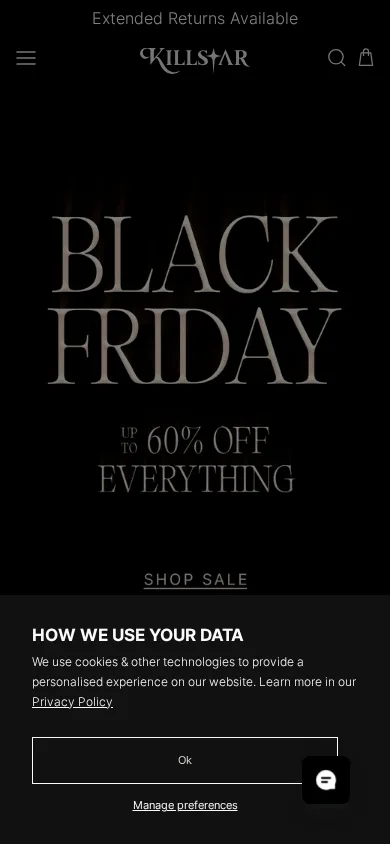 Extended Returns Available
KILLSTAR
BLACK
FRIDAY
UP TO 60% OFF
EVERYTHING
SHOP SALE
HOW WE USE YOUR DATA
We use cookies & other technologies to provide a
personalised experience on our website. Learn more in our
Privacy Policy
Ok
Manage preferences